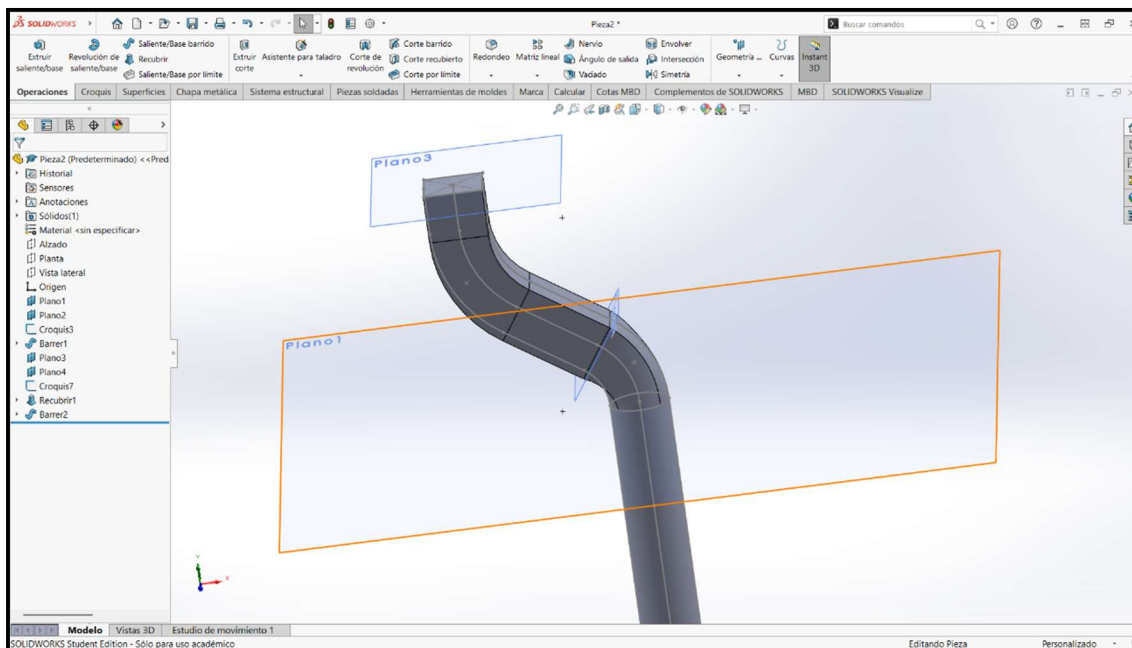 SOLIDWORKS
Pieza2 *
Buscar comandos
Extruir saliente/base
Revolución de saliente/base
Saliente/Base barrido
Recubrir
Saliente/Base por límite
Extruir corte
Asistente para taladro
Corte de revolución
Corte barrido
Corte recubierto
Corte por límite
Redondeo
Matriz lineal
Nervio
Ángulo de salida
Vaciado
Envolver
Intersección
Simetría
Geometría ...
Curvas
Instant 3D
Operaciones Croquis Superficies Chapa metálica Sistema estructural Piezas soldadas Herramientas de moldes Marca Calcular Cotas MBD Complementos de SOLIDWORKS MBD SOLIDWORKS Visualize
Pieza2 (Predeterminado) <<Pred
Historial
Sensores
Anotaciones
Sólidos(1)
Material <sin especificar>
Alzado
Planta
Vista lateral
Origen
Plano1
Plano2
Croquis3
Barrer1
Plano3
Plano4
Croquis7
Recubrir1
Barrer2
Plano3
Plano1
Y
X
Modelo Vistas 3D Estudio de movimiento 1
SOLIDWORKS Student Edition - Sólo para uso académico
Editando Pieza
Personalizado